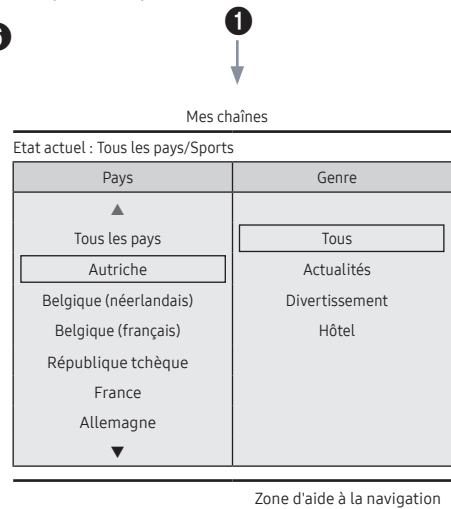 ❶
Mes chaînes
Etat actuel : Tous les pays/Sports
Pays Genre
▲
Tous les pays Tous
Autriche Actualités
Belgique (néerlandais) Divertissement
Belgique (français) Hôtel
République tchèque
France
Allemagne
▼
Zone d'aide à la navigation